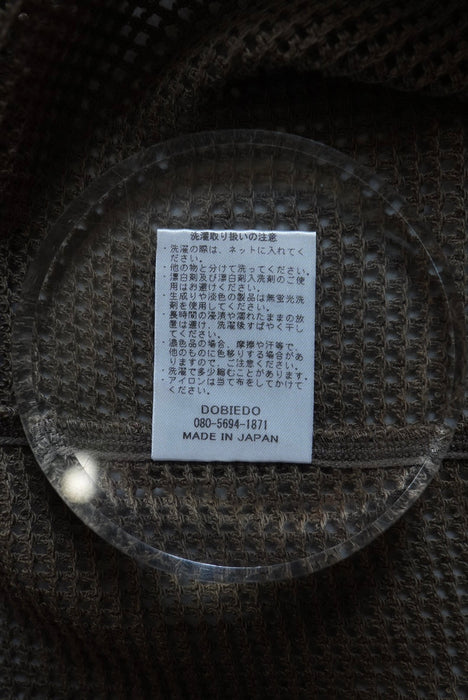 洗濯取り扱いの注意
・洗濯の際は、ネットに入れてく
ださい。
・他の物と分けて洗ってください。
・漂白剤及び漂白剤入洗剤のご使
用はお避けください。
・生成りや淡色の製品は無蛍光洗
剤を使用してください。
・長時間の浸漬や濡れたままの放
置は避け、洗濯後すばやく干し
てください。
・濃色品の場合、摩擦や汗等で、
他のものに色移りする場合があ
りますので、ご注意ください。
・洗濯で多少縮むことがあります。
・アイロンは当て布をしてかけて
ください。
DOBIEDO
080-5694-1871
MADE IN JAPAN